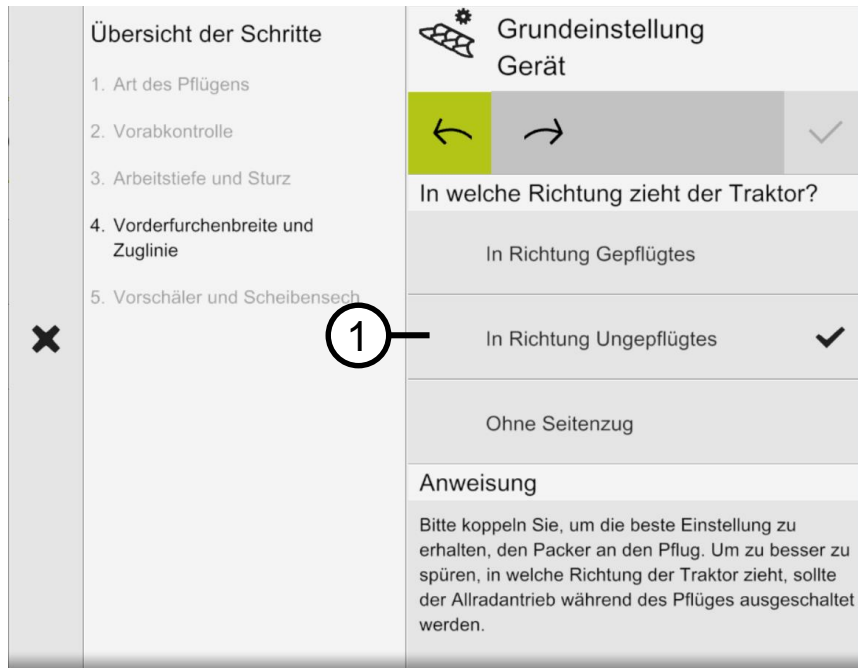 Übersicht der Schritte
1. Art des Pflügens
2. Vorabkontrolle
3. Arbeitstiefe und Sturz
4. Vorderfurchenbreite und
Zuglinie
5. Vorschäler und Scheibensech
1
Grundeinstellung
Gerät
In welche Richtung zieht der Traktor?
In Richtung Gepflügtes
In Richtung Ungepflügtes
Ohne Seitenzug
Anweisung
Bitte koppeln Sie, um die beste Einstellung zu
erhalten, den Packer an den Pflug. Um zu besser zu
spüren, in welche Richtung der Traktor zieht, sollte
der Allradantrieb während des Pflüges ausgeschaltet
werden.